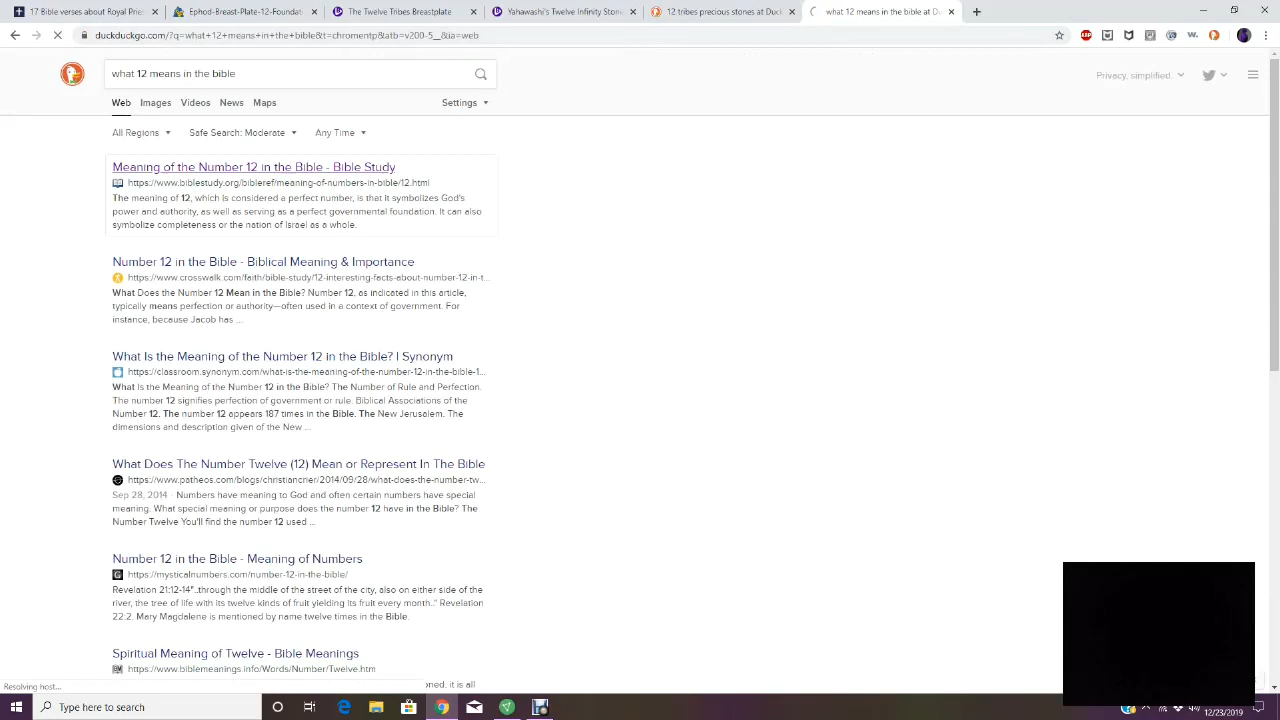 17 Bible verses about Royal Prie
Ephod-Breast-Plate-12-Foundati
The Twelve Tribes Breastplate
Yahawashi's Twelve Infinity Stone
12 tribes precious stones at Duck
what 12 means in the bible at Du
duckduckgo.com/?q=what+12+means+in+the+bible&t=chromentp&atb=v200-5__&ia=web
what 12 means in the bible
Privacy, simplified.
Web Images Videos News Maps Settings
All Regions Safe Search: Moderate Any Time
Meaning of the Number 12 in the Bible - Bible Study
https://www.biblestudy.org/bibleref/meaning-of-numbers-in-bible/12.html
The meaning of 12, which is considered a perfect number, is that it symbolizes God's
power and authority, as well as serving as a perfect governmental foundation. It can also
symbolize completeness or the nation of Israel as a whole.
Number 12 in the Bible - Biblical Meaning & Importance
https://www.crosswalk.com/faith/bible-study/12-interesting-facts-about-number-12-in-t...
What Does the Number 12 Mean in the Bible? Number 12, as indicated in this article,
typically means perfection or authority—often used in a context of government. For
instance, because Jacob has ...
What Is the Meaning of the Number 12 in the Bible? | Synonym
https://classroom.synonym.com/what-is-the-meaning-of-the-number-12-in-the-bible-1...
What Is the Meaning of the Number 12 in the Bible? The Number of Rule and Perfection.
The number 12 signifies perfection of government or rule. Biblical Associations of the
Number 12. The number 12 appears 187 times in the Bible. The New Jerusalem. The
dimensions and description given of the New ...
What Does The Number Twelve (12) Mean or Represent In The Bible
https://www.patheos.com/blogs/christiancrier/2014/09/28/what-does-the-number-tw...
Sep 28, 2014 · Numbers have meaning to God and often certain numbers have special
meaning. What special meaning or purpose does the number 12 have in the Bible? The
Number Twelve You'll find the number 12 used ...
Number 12 in the Bible - Meaning of Numbers
https://mysticalnumbers.com/number-12-in-the-bible/
Revelation 21:12-14"..through the middle of the street of the city, also on either side of the
river, the tree of life with its twelve kinds of fruit yielding its fruit every month.." Revelation
22:2. Mary Magdalene is mentioned by name twelve times in the Bible.
Spiritual Meaning of Twelve - Bible Meanings
https://www.biblemeanings.info/Words/Number/Twelve.htm
oned, it is all
Resolving host...
Type here to search
12/23/2019